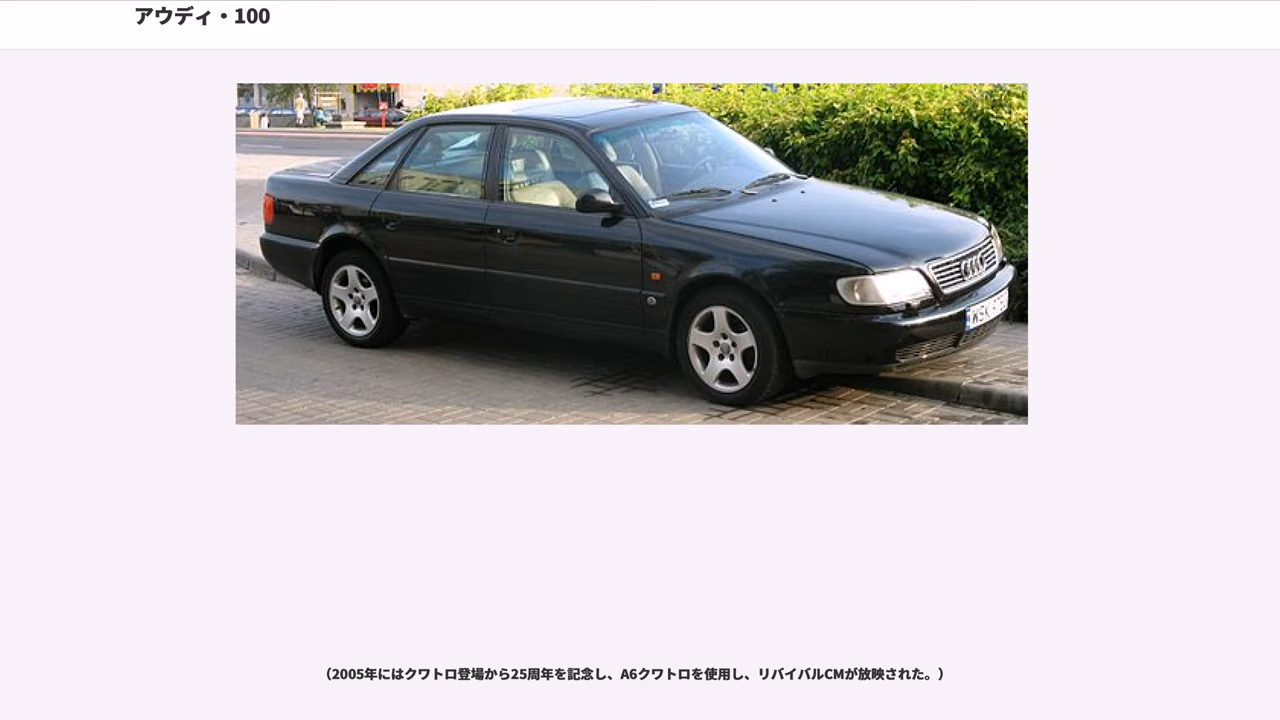 アウディ・100
（2005年にはクワトロ登場から25周年を記念し、A6クワトロを使用し、リバイバルCMが放映された。）